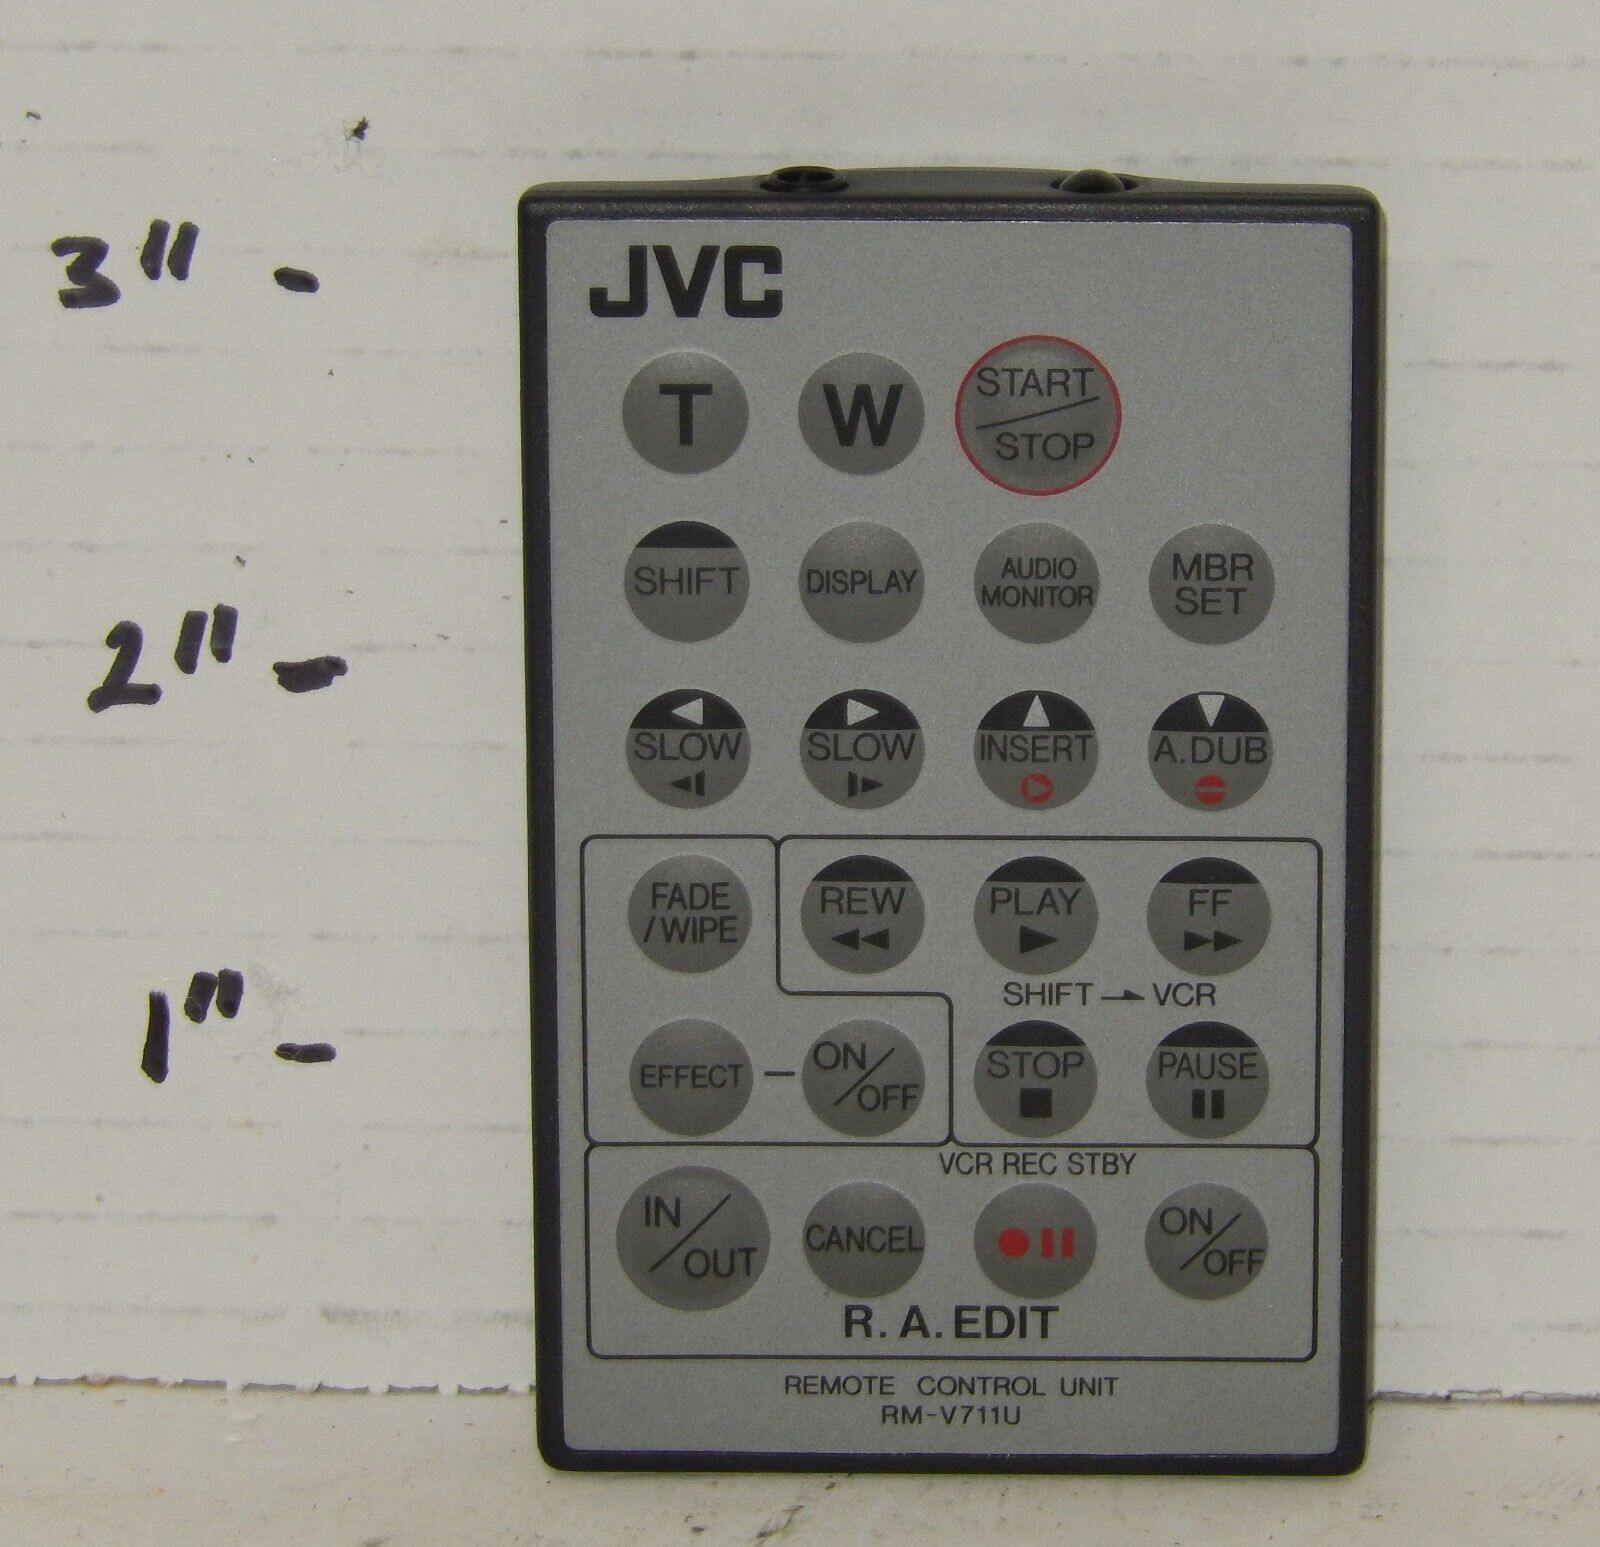 3" -
2" -
1" -
JVC
T W START/STOP
SHIFT DISPLAY AUDIO MONITOR MBR SET
SLOW SLOW INSERT A.DUB
FADE/WIPE REW PLAY FF
SHIFT → VCR
EFFECT – ON/OFF STOP PAUSE
VCR REC STBY
IN/OUT CANCEL ON/OFF
R. A. EDIT
REMOTE CONTROL UNIT
RM-V711U